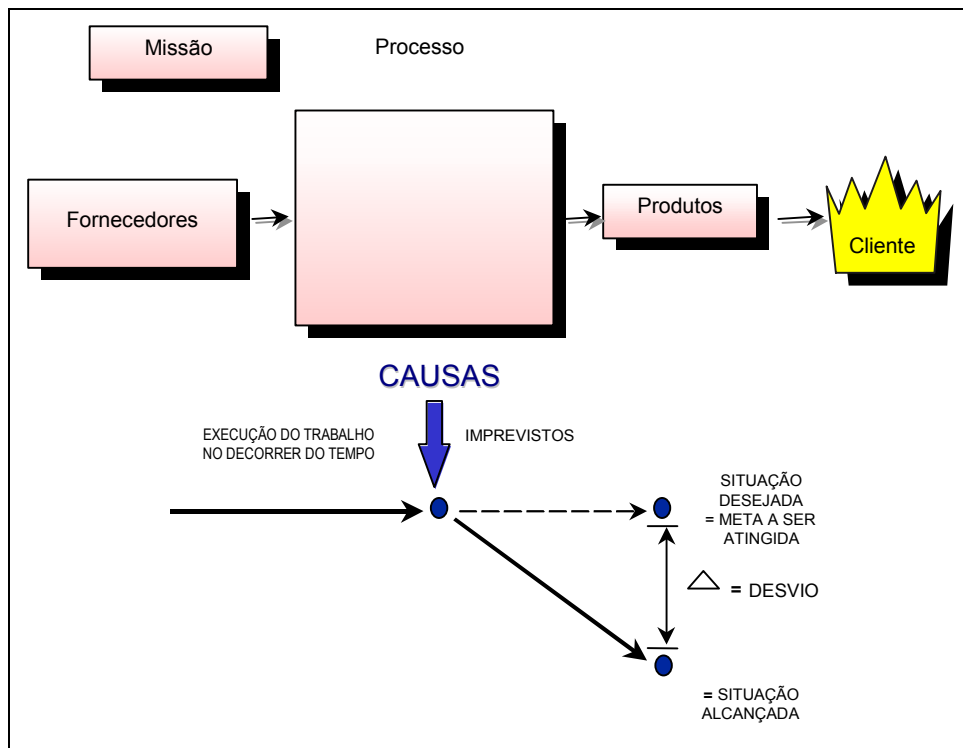 Missão
Processo
Fornecedores
Produtos
Cliente
CAUSAS
EXECUÇÃO DO TRABALHO
NO DECORRER DO TEMPO
IMPREVISTOS
SITUAÇÃO
DESEJADA
= META A SER
ATINGIDA
= DESVIO
= SITUAÇÃO
ALCANÇADA